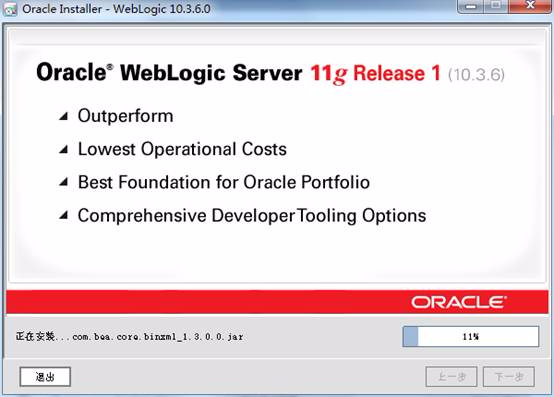 Oracle Installer - WebLogic 10.3.6.0
Oracle® WebLogic Server 11g Release 1 (10.3.6)
Outperform
Lowest Operational Costs
Best Foundation for Oracle Portfolio
Comprehensive Developer Tooling Options
ORACLE®
正在安装...com.bea.core.binxml_1.3.0.0.jar
11%
退出
上一步
下一步